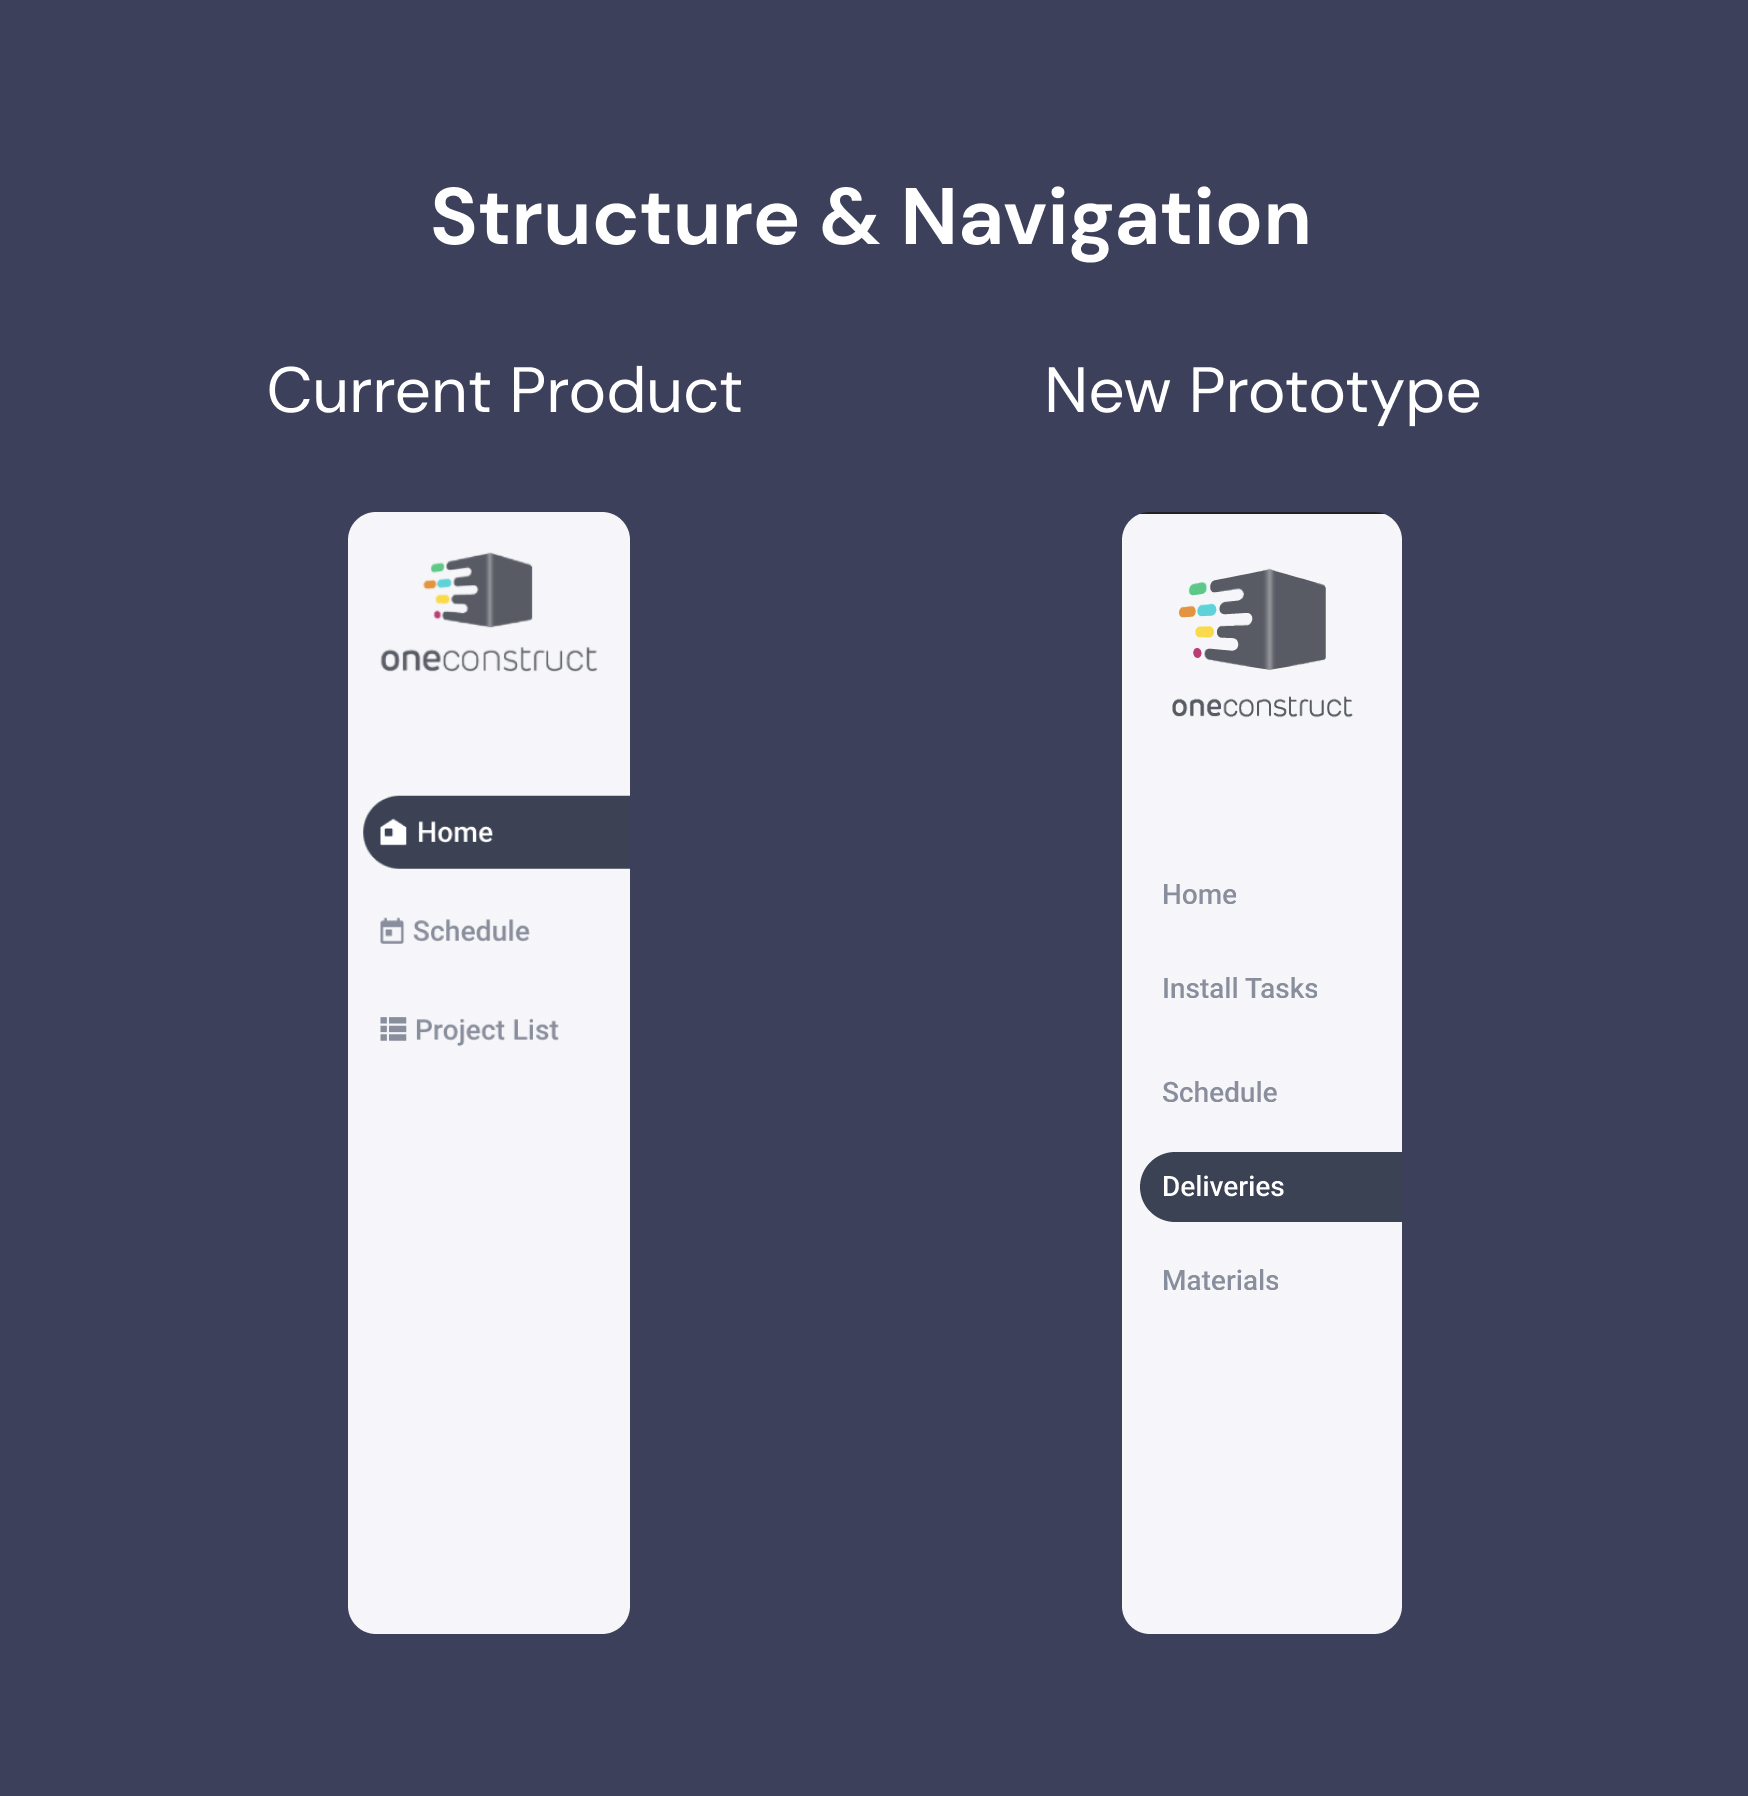 Structure & Navigation
Current Product
oneconstruct
Home
Schedule
Project List
New Prototype
oneconstruct
Home
Install Tasks
Schedule
Deliveries
Materials